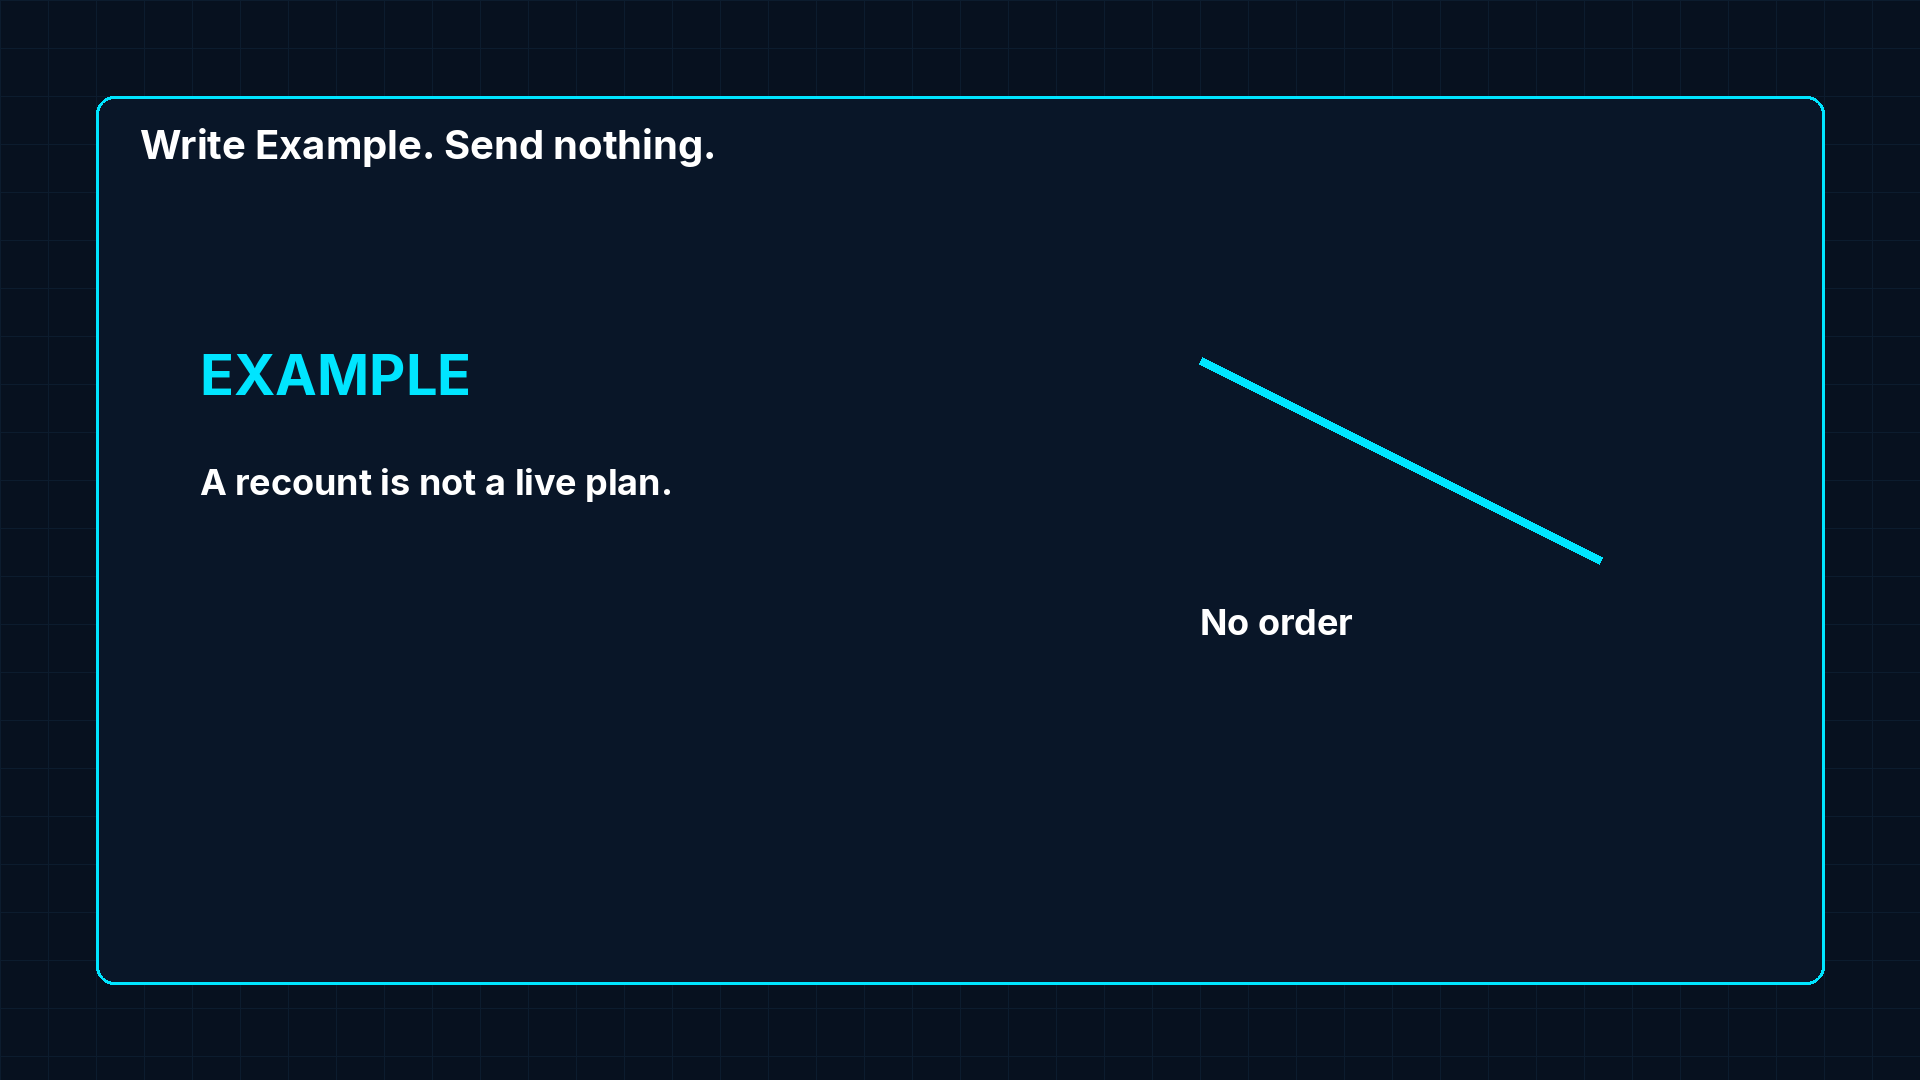 Write Example. Send nothing.
EXAMPLE
A recount is not a live plan.
No order